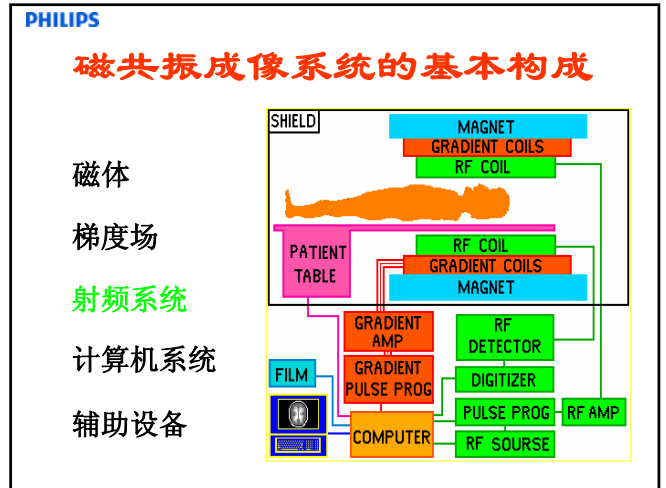 PHILIPS
磁共振成像系统的基本构成
磁体
梯度场
射频系统
计算机系统
辅助设备
SHIELD
MAGNET
GRADIENT COILS
RF COIL
PATIENT
TABLE
RF COIL
GRADIENT COILS
MAGNET
GRADIENT
AMP
GRADIENT
PULSE PROG
RF
DETECTOR
DIGITIZER
FILM
PULSE PROG
RF AMP
COMPUTER
RF SOURSE